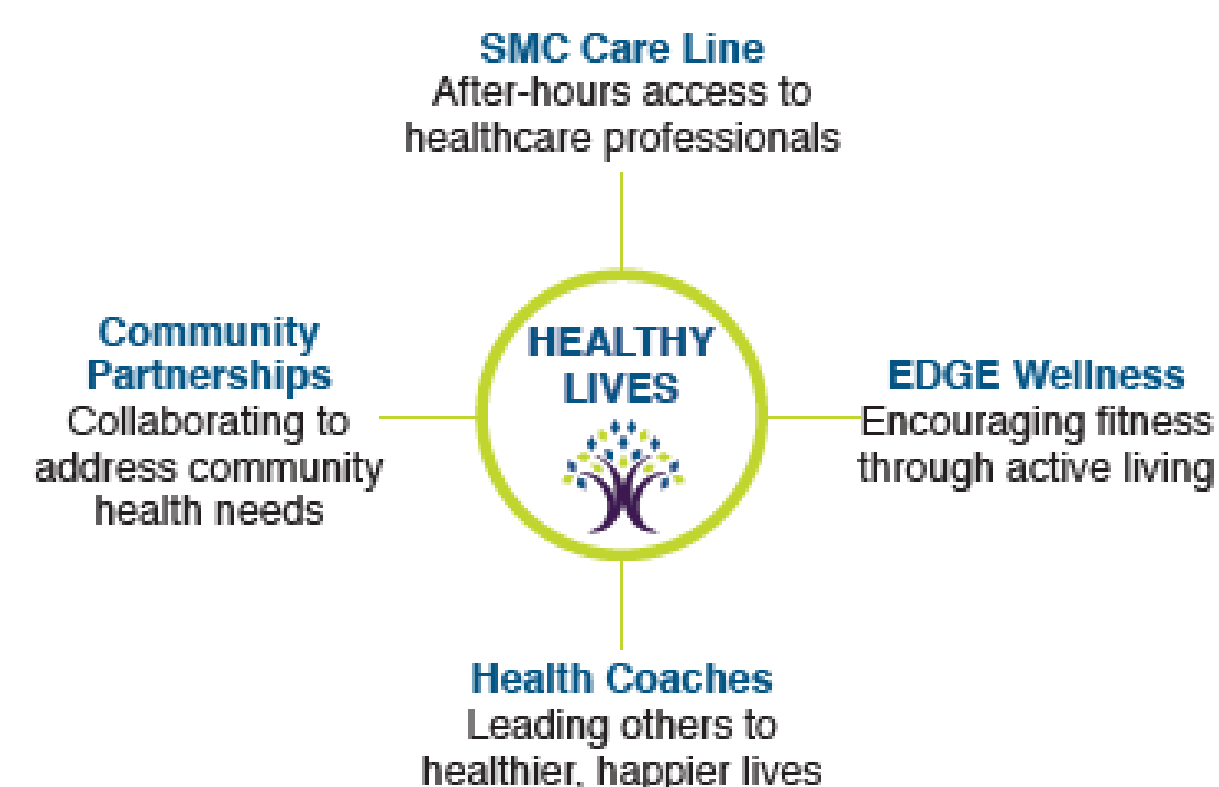 SMC Care Line
After-hours access to
healthcare professionals
Community
Partnerships
Collaborating to
address community
health needs
HEALTHY
LIVES
EDGE Wellness
Encouraging fitness
through active living
Health Coaches
Leading others to
healthier, happier lives